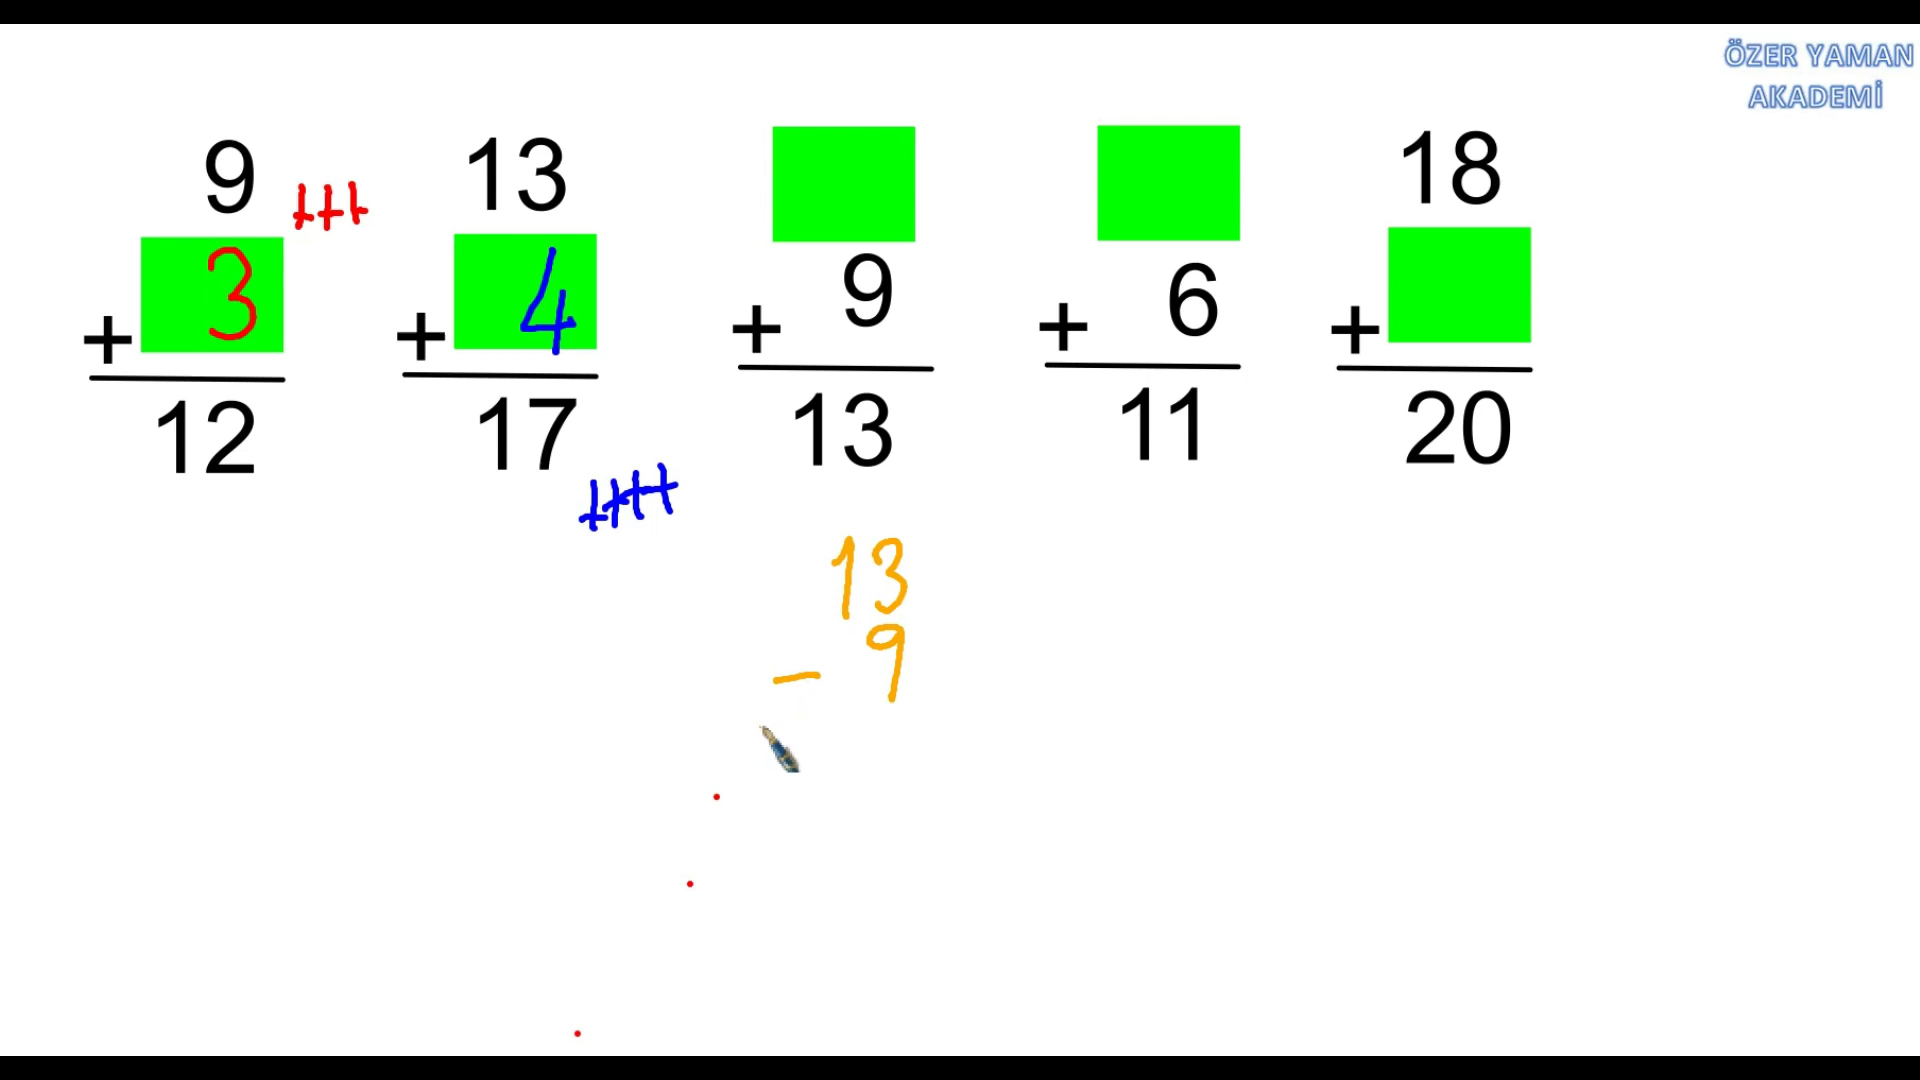 ÖZER YAMAN
AKADEMİ
9 13 18
+ 3 + 4 + 9 + 6 +
12 17 13 11 20
13
- 9